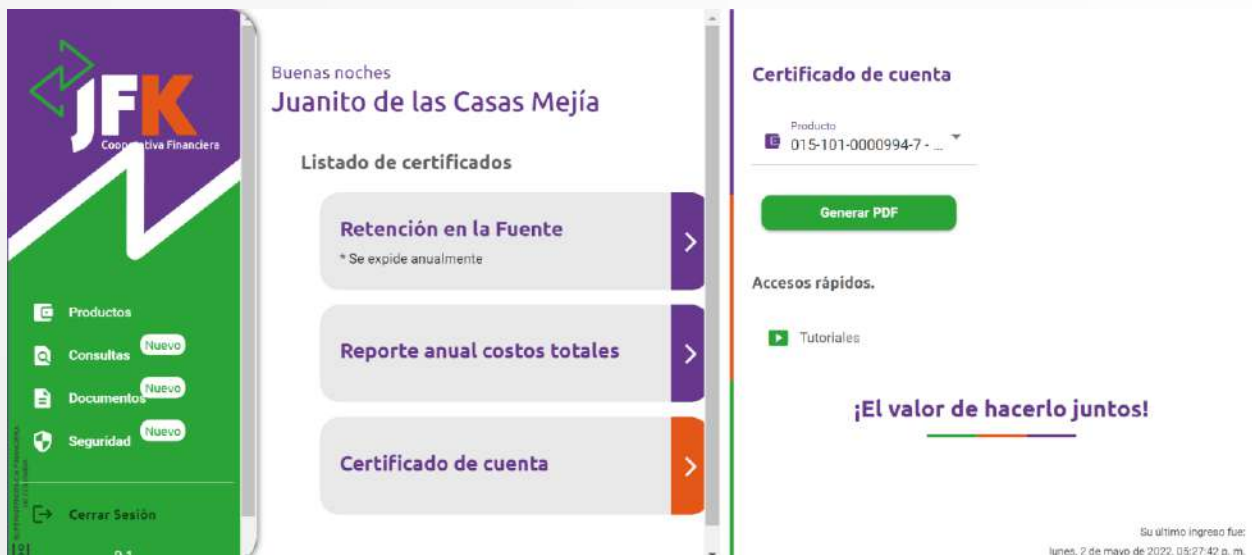 JFK
Cooperativa Financiera
Productos
Consultas
Nuevo
Documentos
Nuevo
Seguridad
Nuevo
Cerrar Sesión
Buenas noches
Juanito de las Casas Mejía
Listado de certificados
Retención en la Fuente
* Se expide anualmente
Reporte anual costos totales
Certificado de cuenta
Certificado de cuenta
Producto
015-101-0000994-7 - ...
Generar PDF
Accesos rápidos.
Tutoriales
¡El valor de hacerlo juntos!
Su último ingreso fue:
lunes, 2 de mayo de 2022, 05:27:42 p. m.